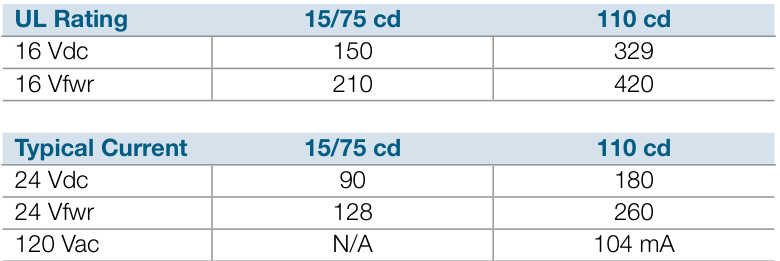 UL Rating 15/75 cd 110 cd
16 Vdc 150 329
16 Vfwr 210 420
Typical Current 15/75 cd 110 cd
24 Vdc 90 180
24 Vfwr 128 260
120 Vac N/A 104 mA